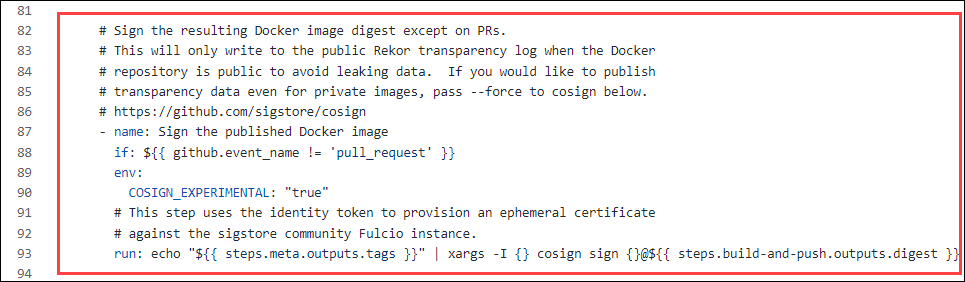 81
82 # Sign the resulting Docker image digest except on PRs.
83 # This will only write to the public Rekor transparency log when the Docker
84 # repository is public to avoid leaking data.  If you would like to publish
85 # transparency data even for private images, pass --force to cosign below.
86 # https://github.com/sigstore/cosign
87 - name: Sign the published Docker image
88 if: ${{ github.event_name != 'pull_request' }}
89 env:
90 COSIGN_EXPERIMENTAL: "true"
91 # This step uses the identity token to provision an ephemeral certificate
92 # against the sigstore community Fulcio instance.
93 run: echo "${{ steps.meta.outputs.tags }}" | xargs -I {} cosign sign {}@${{ steps.build-and-push.outputs.digest }}
94